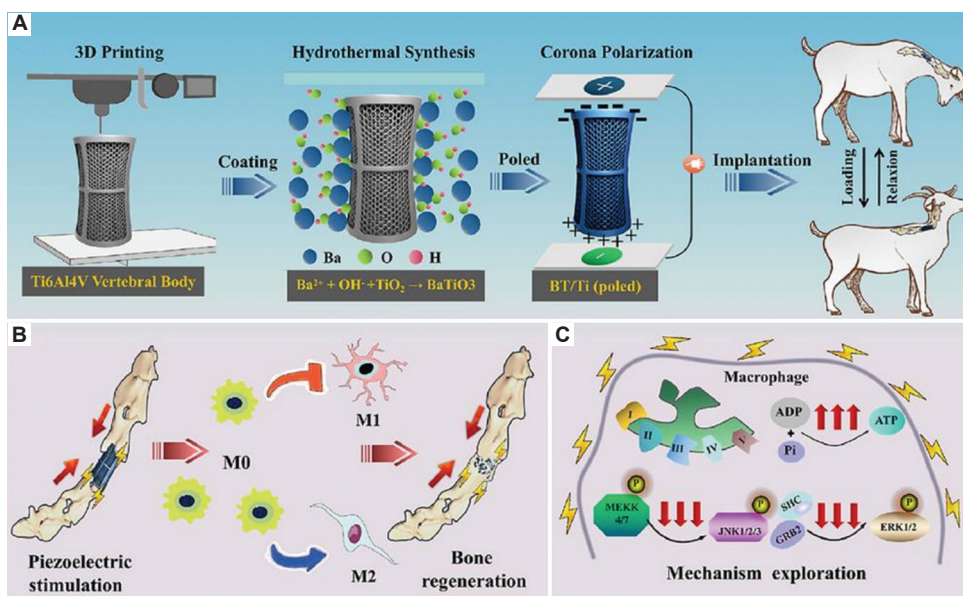 A
3D Printing
Hydrothermal Synthesis
Corona Polarization
Coating
Poled
Implantation
Loading
Relaxion
Ba
O
H
Ti6Al4V Vertebral Body
Ba²⁺ + OH⁻ +TiO₂ → BaTiO3
BT/Ti (poled)
B
M0
M1
M2
Piezoelectric
stimulation
Bone
regeneration
C
Macrophage
I
II
III
IV
V
ADP
+
Pi
ATP
P
MEKK
4/7
P
JNK1/2/3
SHC
GRB2
P
ERK1/2
Mechanism exploration